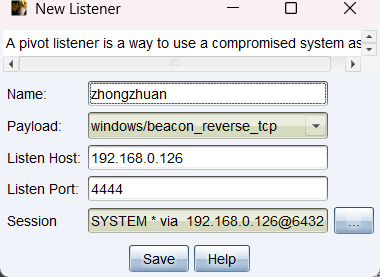 New Listener
A pivot listener is a way to use a compromised system as
Name: zhongzhuan
Payload: windows/beacon_reverse_tcp
Listen Host: 192.168.0.126
Listen Port: 4444
Session SYSTEM * via 192.168.0.126@6432 ...
Save Help